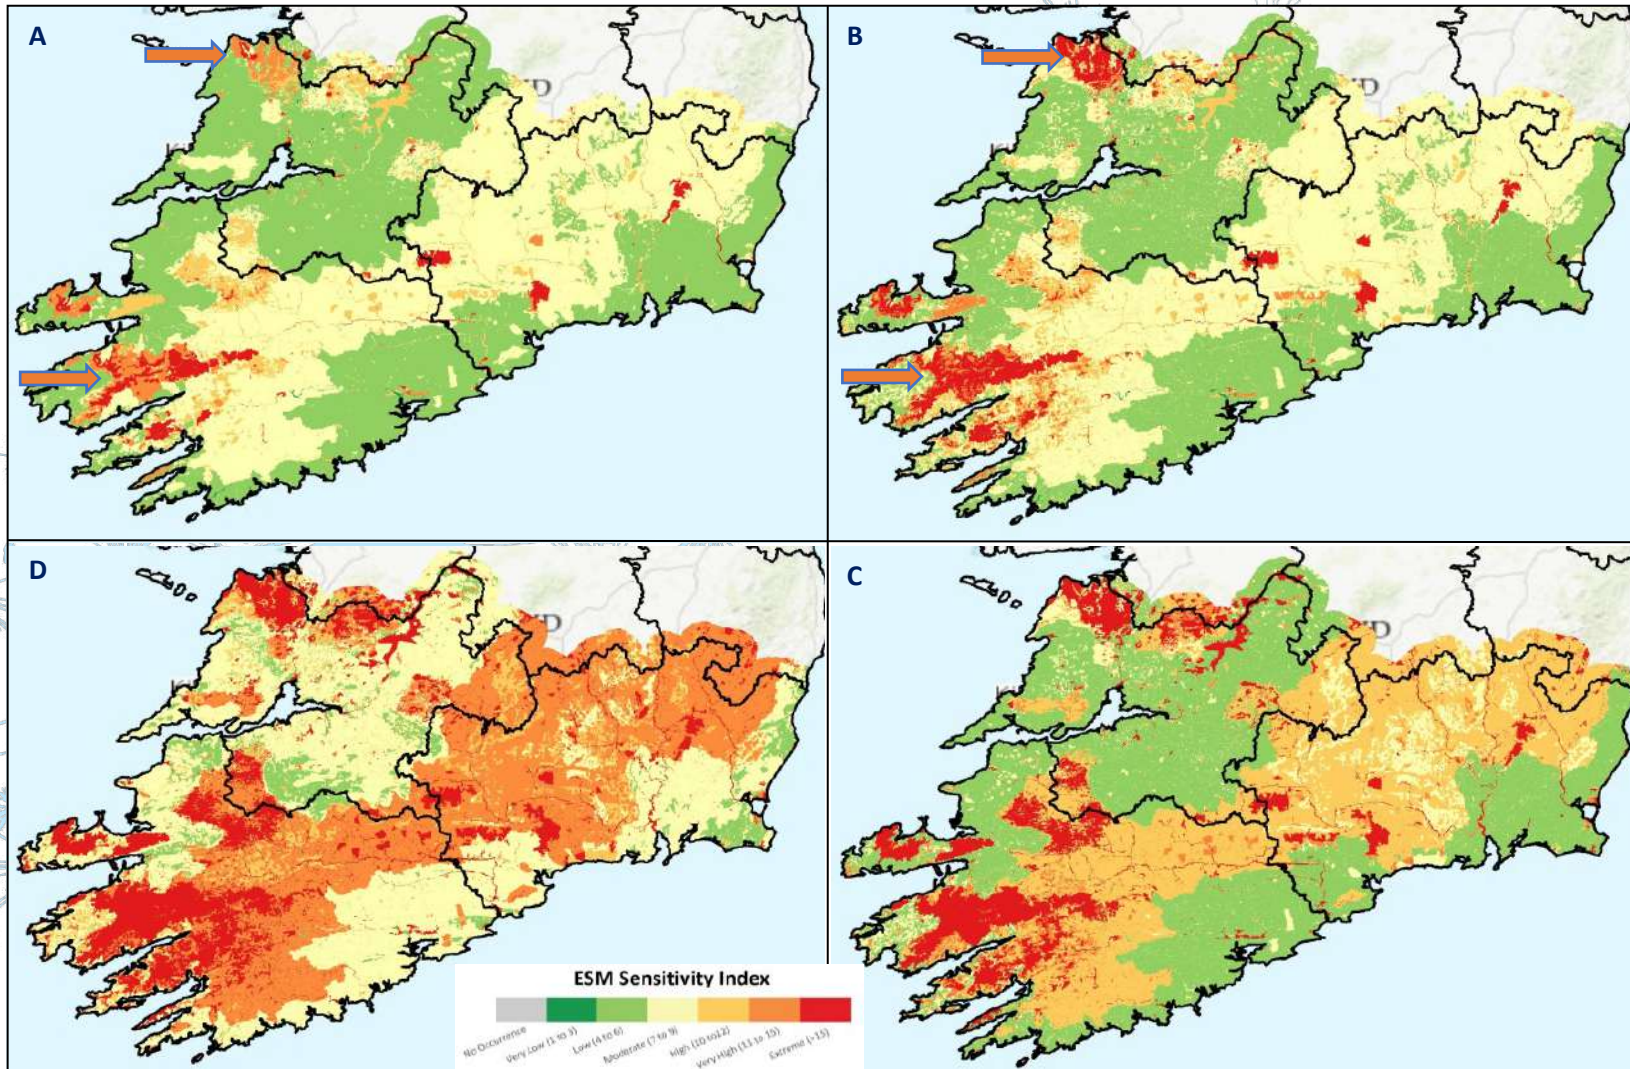 A
B
D
C
ESM Sensitivity Index
No Occurrence
Very Low (1 to 3)
Low (4 to 6)
Moderate (7 to 9)
High (10 to 12)
Very High (13 to 15)
Extreme (>15)